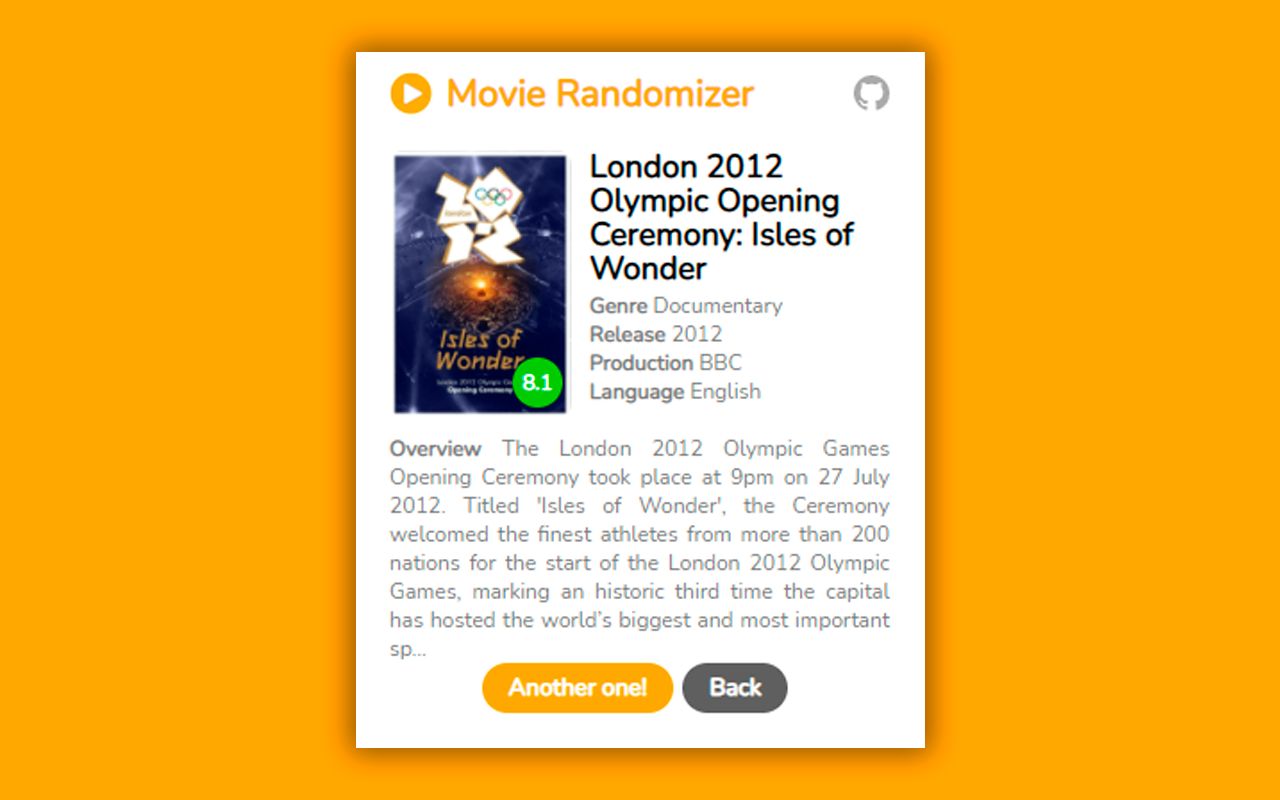 Movie Randomizer
London 2012
Olympic Opening
Ceremony: Isles of
Wonder
Genre Documentary
Release 2012
Production BBC
Language English
Isles of
Wonder
Opening Ceremony
8.1
Overview The London 2012 Olympic Games
Opening Ceremony took place at 9pm on 27 July
2012. Titled 'Isles of Wonder', the Ceremony
welcomed the finest athletes from more than 200
nations for the start of the London 2012 Olympic
Games, marking an historic third time the capital
has hosted the world’s biggest and most important
sp...
Another one!
Back